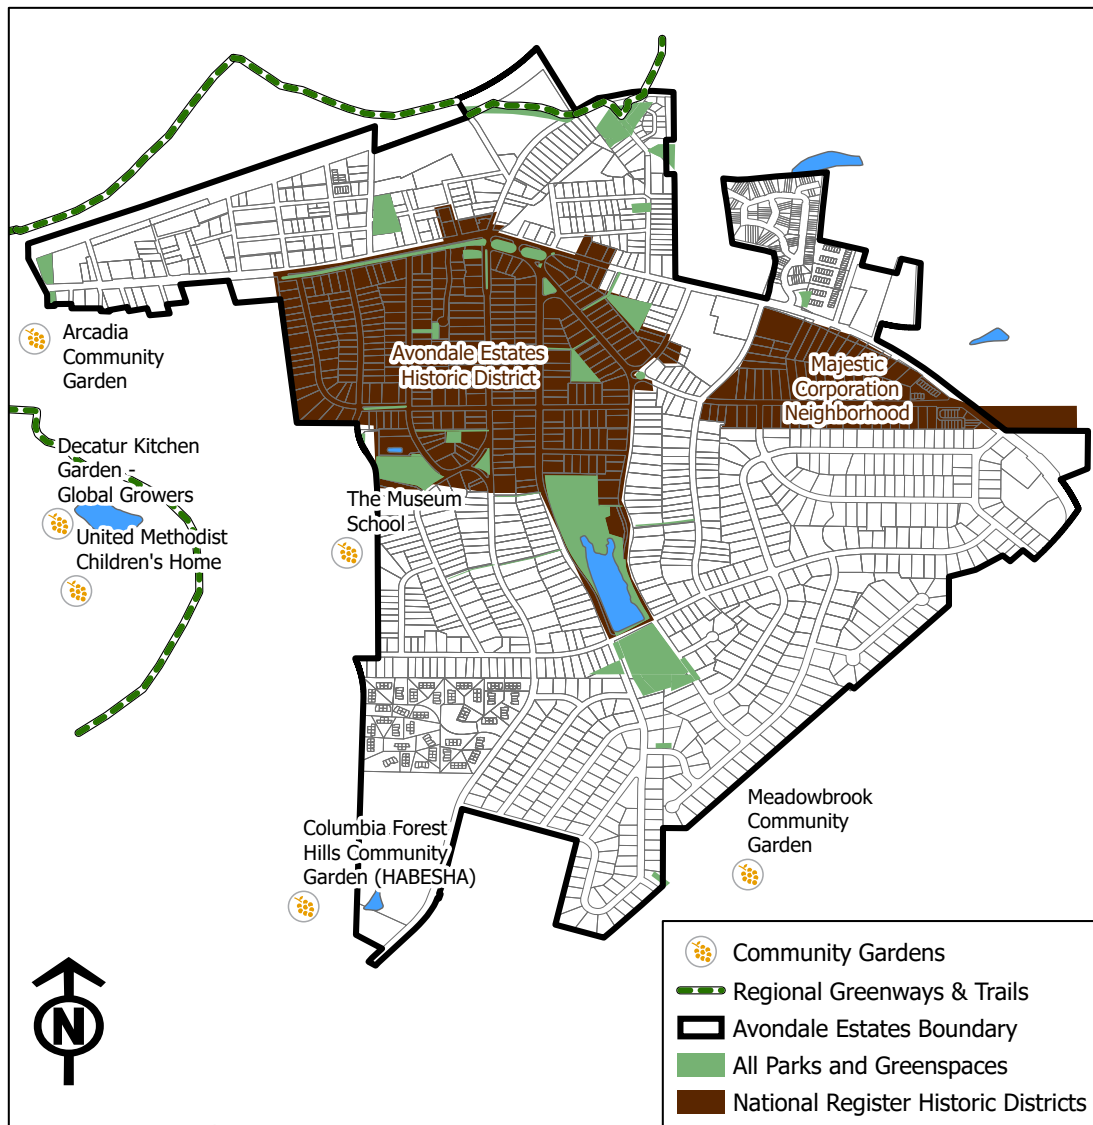 Avondale Estates
Historic District
Majestic
Corporation
Neighborhood
Arcadia
Community
Garden
Decatur Kitchen
Garden -
Global Growers
United Methodist
Children's Home
The Museum
School
Columbia Forest
Hills Community
Garden (HABESHA)
Meadowbrook
Community
Garden
N
Community Gardens
Regional Greenways & Trails
Avondale Estates Boundary
All Parks and Greenspaces
National Register Historic Districts